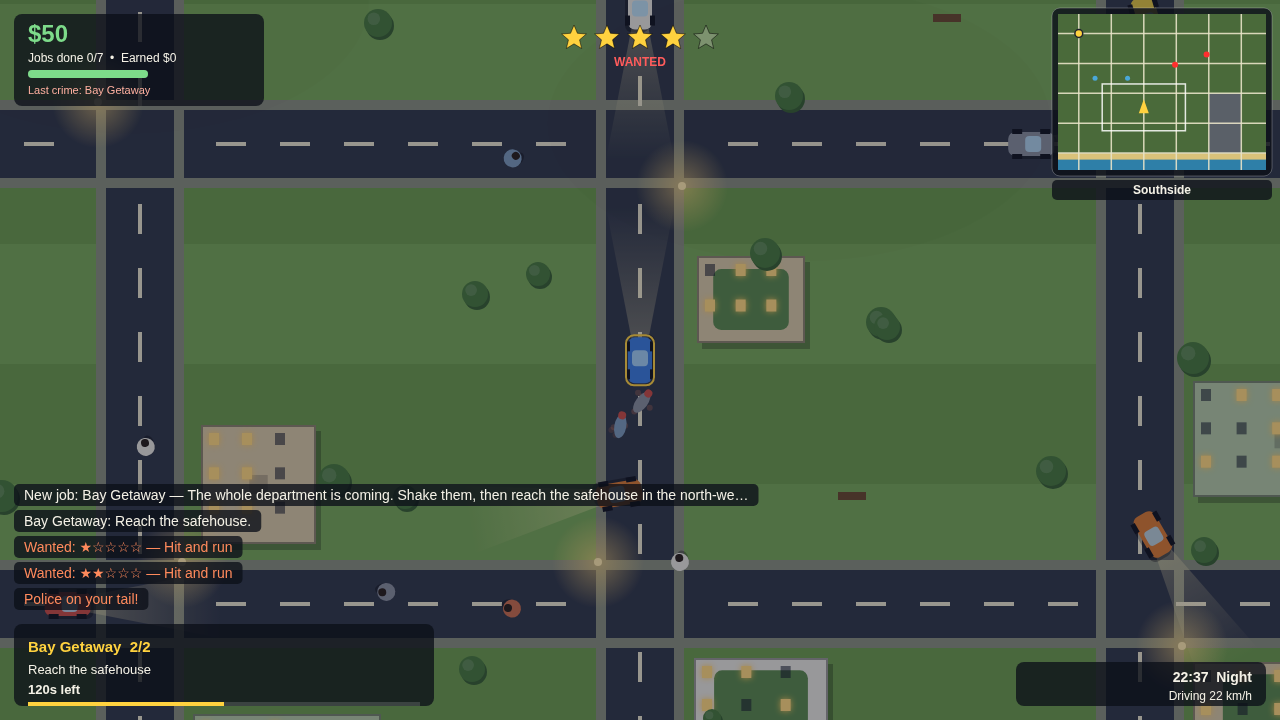 $50
Jobs done 0/7 • Earned $0
Last crime: Bay Getaway
WANTED
Southside
New job: Bay Getaway — The whole department is coming. Shake them, then reach the safehouse in the north-we…
Bay Getaway: Reach the safehouse.
Wanted: ★☆☆☆☆ — Hit and run
Wanted: ★★☆☆☆ — Hit and run
Police on your tail!
Bay Getaway 2/2
Reach the safehouse
120s left
22:37 Night
Driving 22 km/h